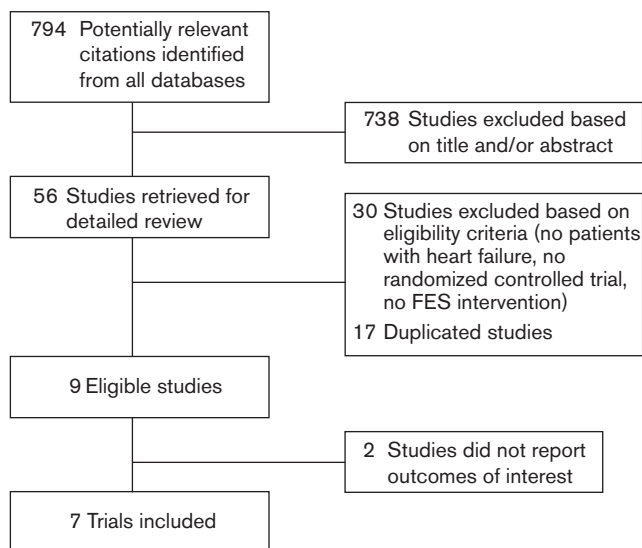 794 Potentially relevant
citations identified
from all databases
738 Studies excluded based
on title and/or abstract
56 Studies retrieved for
detailed review
30 Studies excluded based on
eligibility criteria (no patients
with heart failure, no
randomized controlled trial,
no FES intervention)
17 Duplicated studies
9 Eligible studies
2 Studies did not report
outcomes of interest
7 Trials included